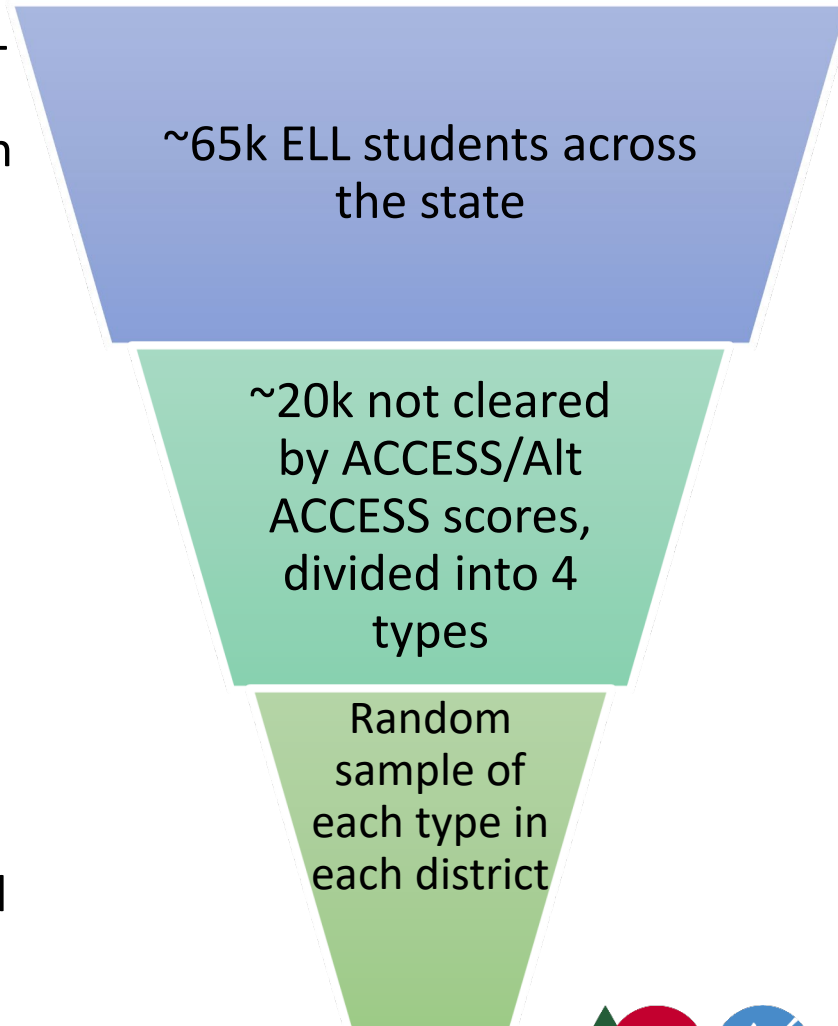 ~65k ELL students across
the state
~20k not cleared
by ACCESS/Alt
ACCESS scores,
divided into 4
types
Random
sample of
each type in
each district